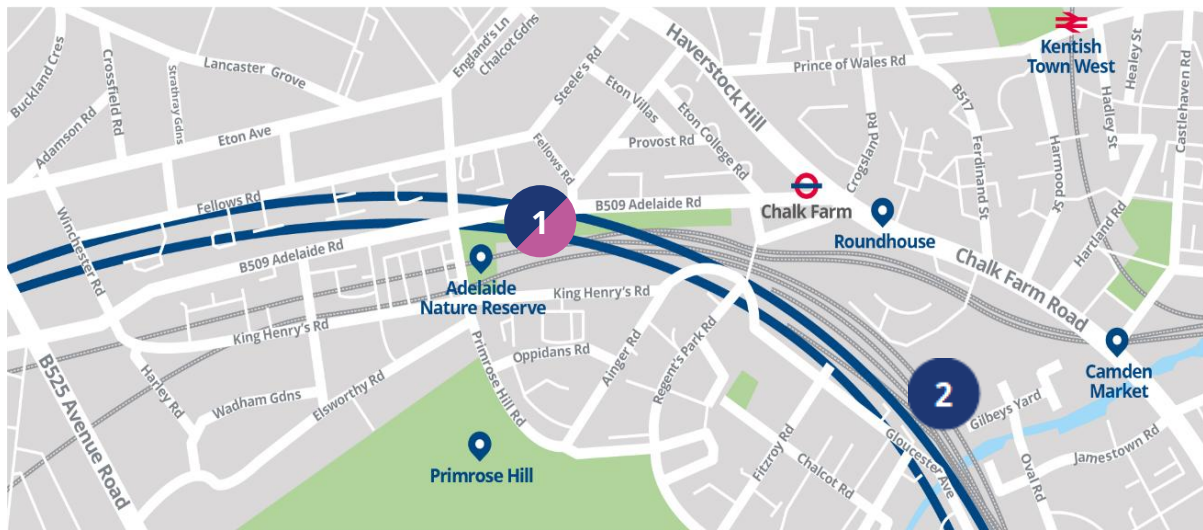 Buckland Cres
Crossfield Rd
Strathray Gdns
Lancaster Grove
England's Ln
Chalcot Gdns
Steele's Rd
Haverstock Hill
Prince of Wales Rd
Kentish
Town West
Healey St
Hadley St
Castlehaven Rd
Adamson Rd
Eton Ave
Eton Villas
Eton College Rd
Provost Rd
Fellows Rd
B517
Ferdinand St
Crogsland Rd
Harmood St
Hartland Rd
Winchester Rd
Fellows Rd
B509 Adelaide Rd
B509 Adelaide Rd
1
Chalk Farm
Roundhouse
Chalk Farm Road
Adelaide
Nature Reserve
King Henry's Rd
King Henry's Rd
B525 Avenue Road
Harley Rd
Wadham Gdns
Elsworthy Rd
Primrose Hill Rd
Oppidans Rd
Ainger Rd
Regent's Park Rd
2
Camden
Market
Gilbeys Yard
Jamestown Rd
Oval Rd
Gloucester Ave
Fitzroy Rd
Chalcot Rd
Primrose Hill